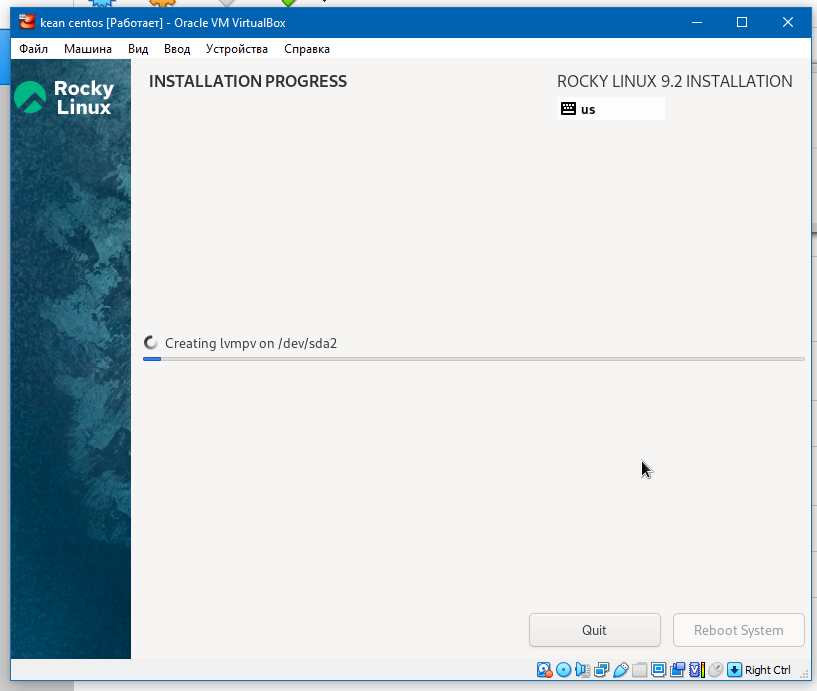 kean centos [Работает] - Oracle VM VirtualBox
Файл Машина Вид Ввод Устройства Справка
Rocky Linux
INSTALLATION PROGRESS
ROCKY LINUX 9.2 INSTALLATION
us
Creating lvmpv on /dev/sda2
Quit
Reboot System
Right Ctrl